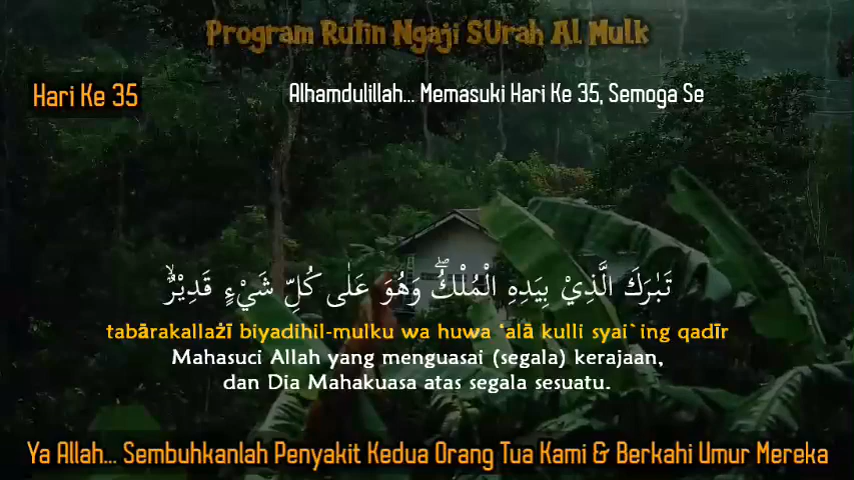 Program Rutin Ngaji SUrah Al Mulk
Hari Ke 35
Alhamdulillah... Memasuki Hari Ke 35, Semoga Se
تَبٰرَكَ الَّذِيْ بِيَدِهِ الْمُلْكُۖ وَهُوَ عَلٰى كُلِّ شَيْءٍ قَدِيْرٌۙ
tabārakallażī biyadihil-mulku wa huwa ‘alā kulli syai`ing qadīr
Mahasuci Allah yang menguasai (segala) kerajaan,
dan Dia Mahakuasa atas segala sesuatu.
Ya Allah... Sembuhkanlah Penyakit Kedua Orang Tua Kami & Berkahi Umur Mereka